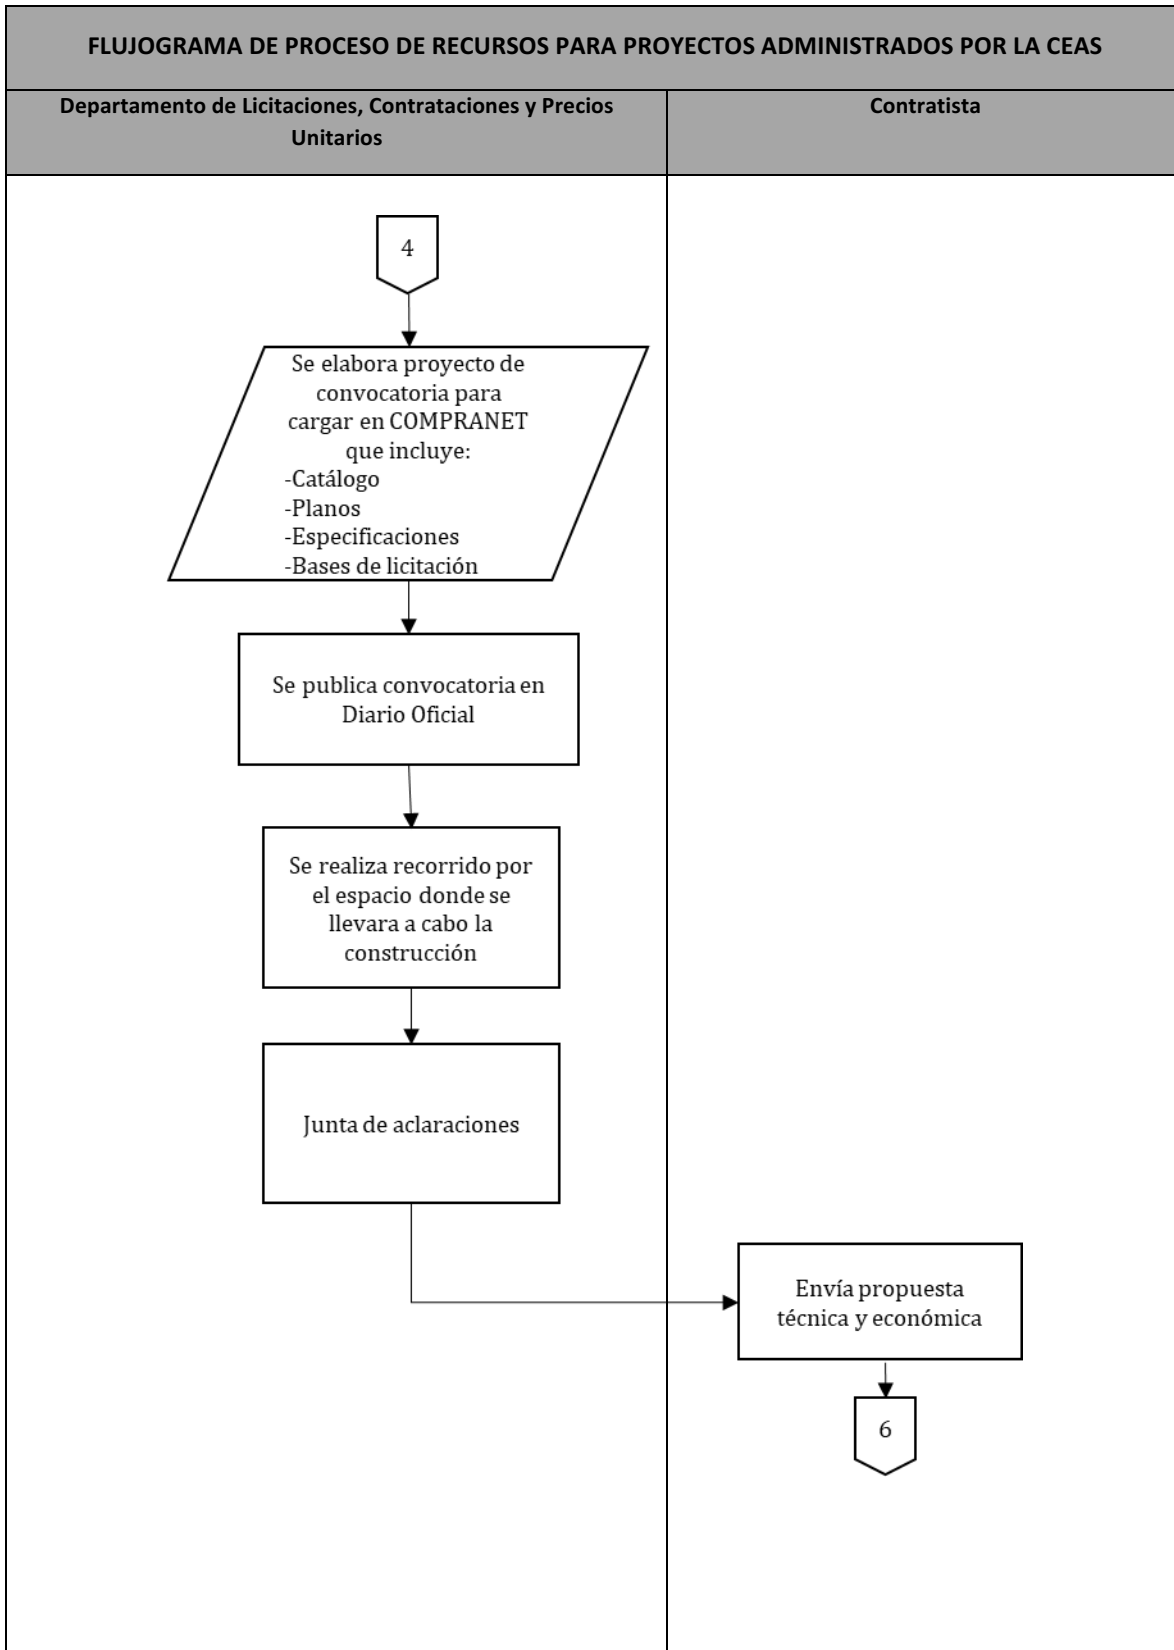 FLUJOGRAMA DE PROCESO DE RECURSOS PARA PROYECTOS ADMINISTRADOS POR LA CEAS
Departamento de Licitaciones, Contrataciones y Precios
Unitarios
Contratista
4
Se elabora proyecto de
convocatoria para
cargar en COMPRANET
que incluye:
-Catálogo
-Planos
-Especificaciones
-Bases de licitación
Se publica convocatoria en
Diario Oficial
Se realiza recorrido por
el espacio donde se
llevara a cabo la
construcción
Junta de aclaraciones
Envía propuesta
técnica y económica
6